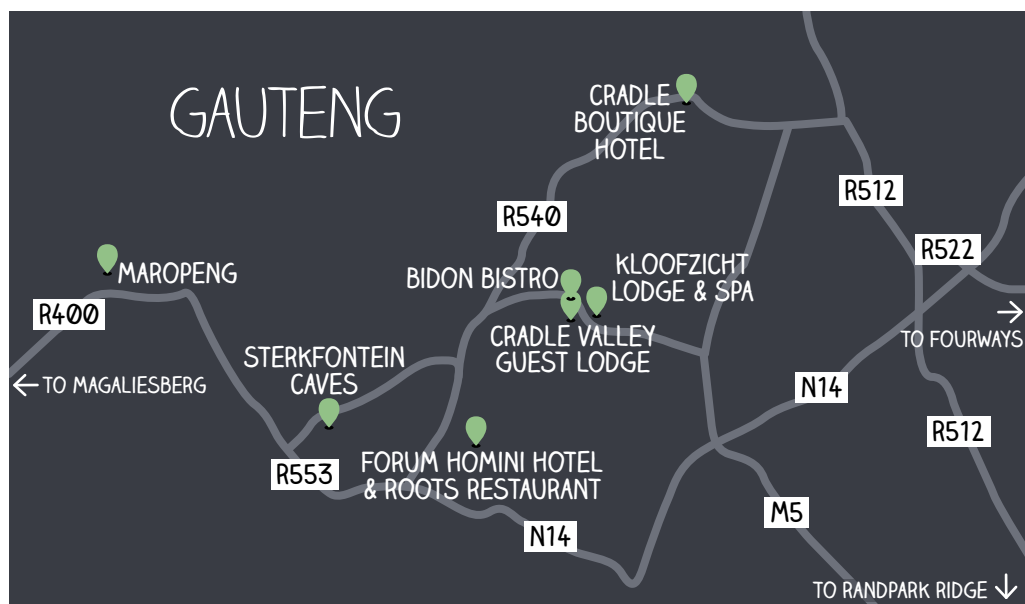 GAUTENG
CRADLE
BOUTIQUE
HOTEL
R512
R540
R522
MAROPENG
BIDON BISTRO
KLOOFZICHT
LODGE & SPA
R400
TO FOURWAYS
CRADLE VALLEY
GUEST LODGE
STERKFONTEIN
CAVES
TO MAGALIESBERG
N14
R512
R553
FORUM HOMINI HOTEL
& ROOTS RESTAURANT
M5
N14
TO RANDPARK RIDGE